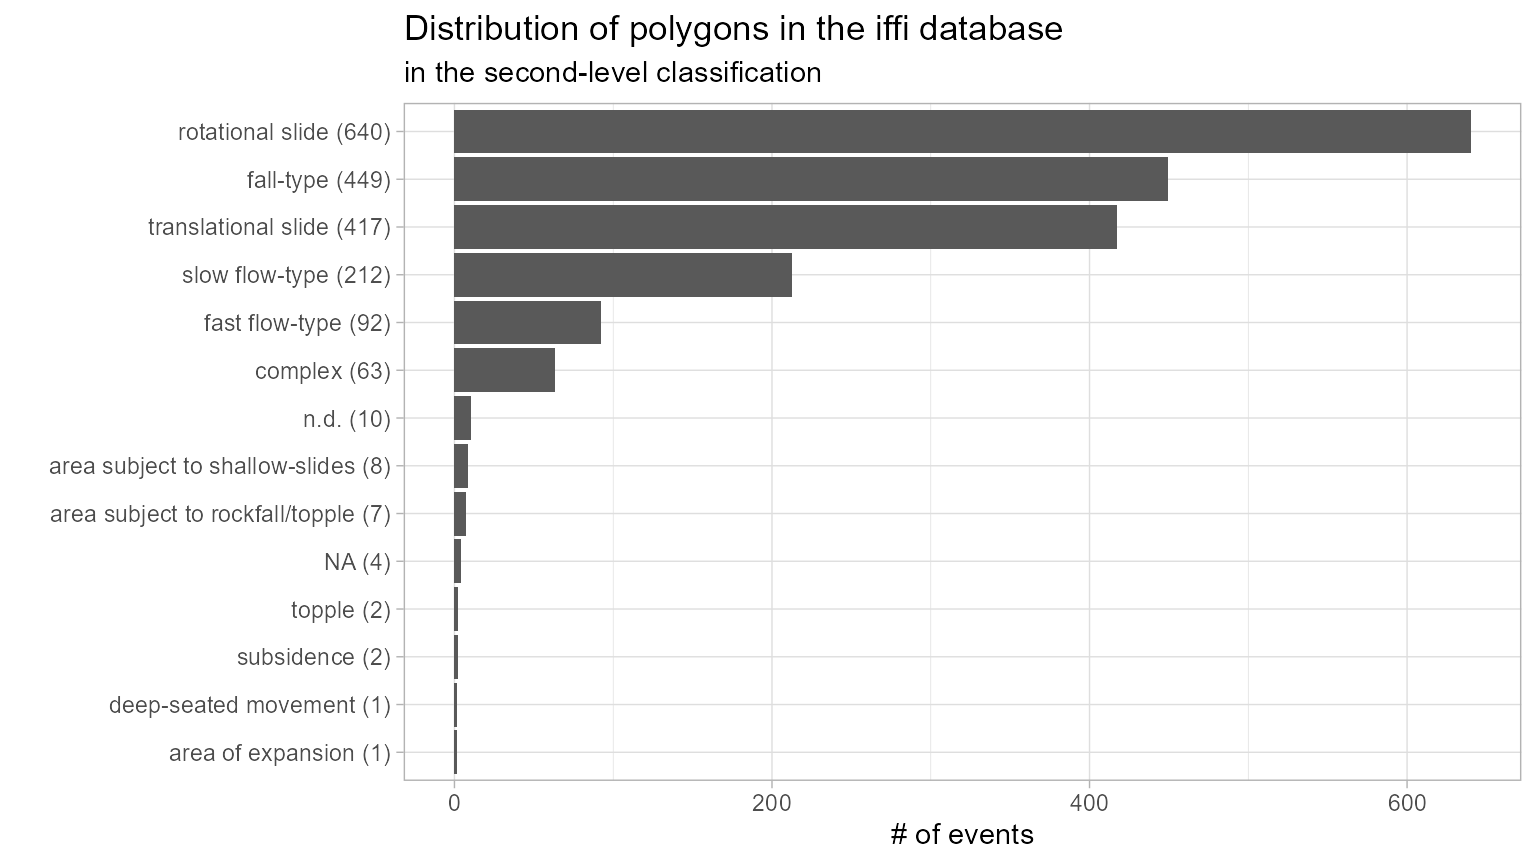 Distribution of polygons in the iffi database
in the second-level classification
rotational slide (640)
fall-type (449)
translational slide (417)
slow flow-type (212)
fast flow-type (92)
complex (63)
n.d. (10)
area subject to shallow-slides (8)
area subject to rockfall/topple (7)
NA (4)
topple (2)
subsidence (2)
deep-seated movement (1)
area of expansion (1)
0 200 400 600
# of events